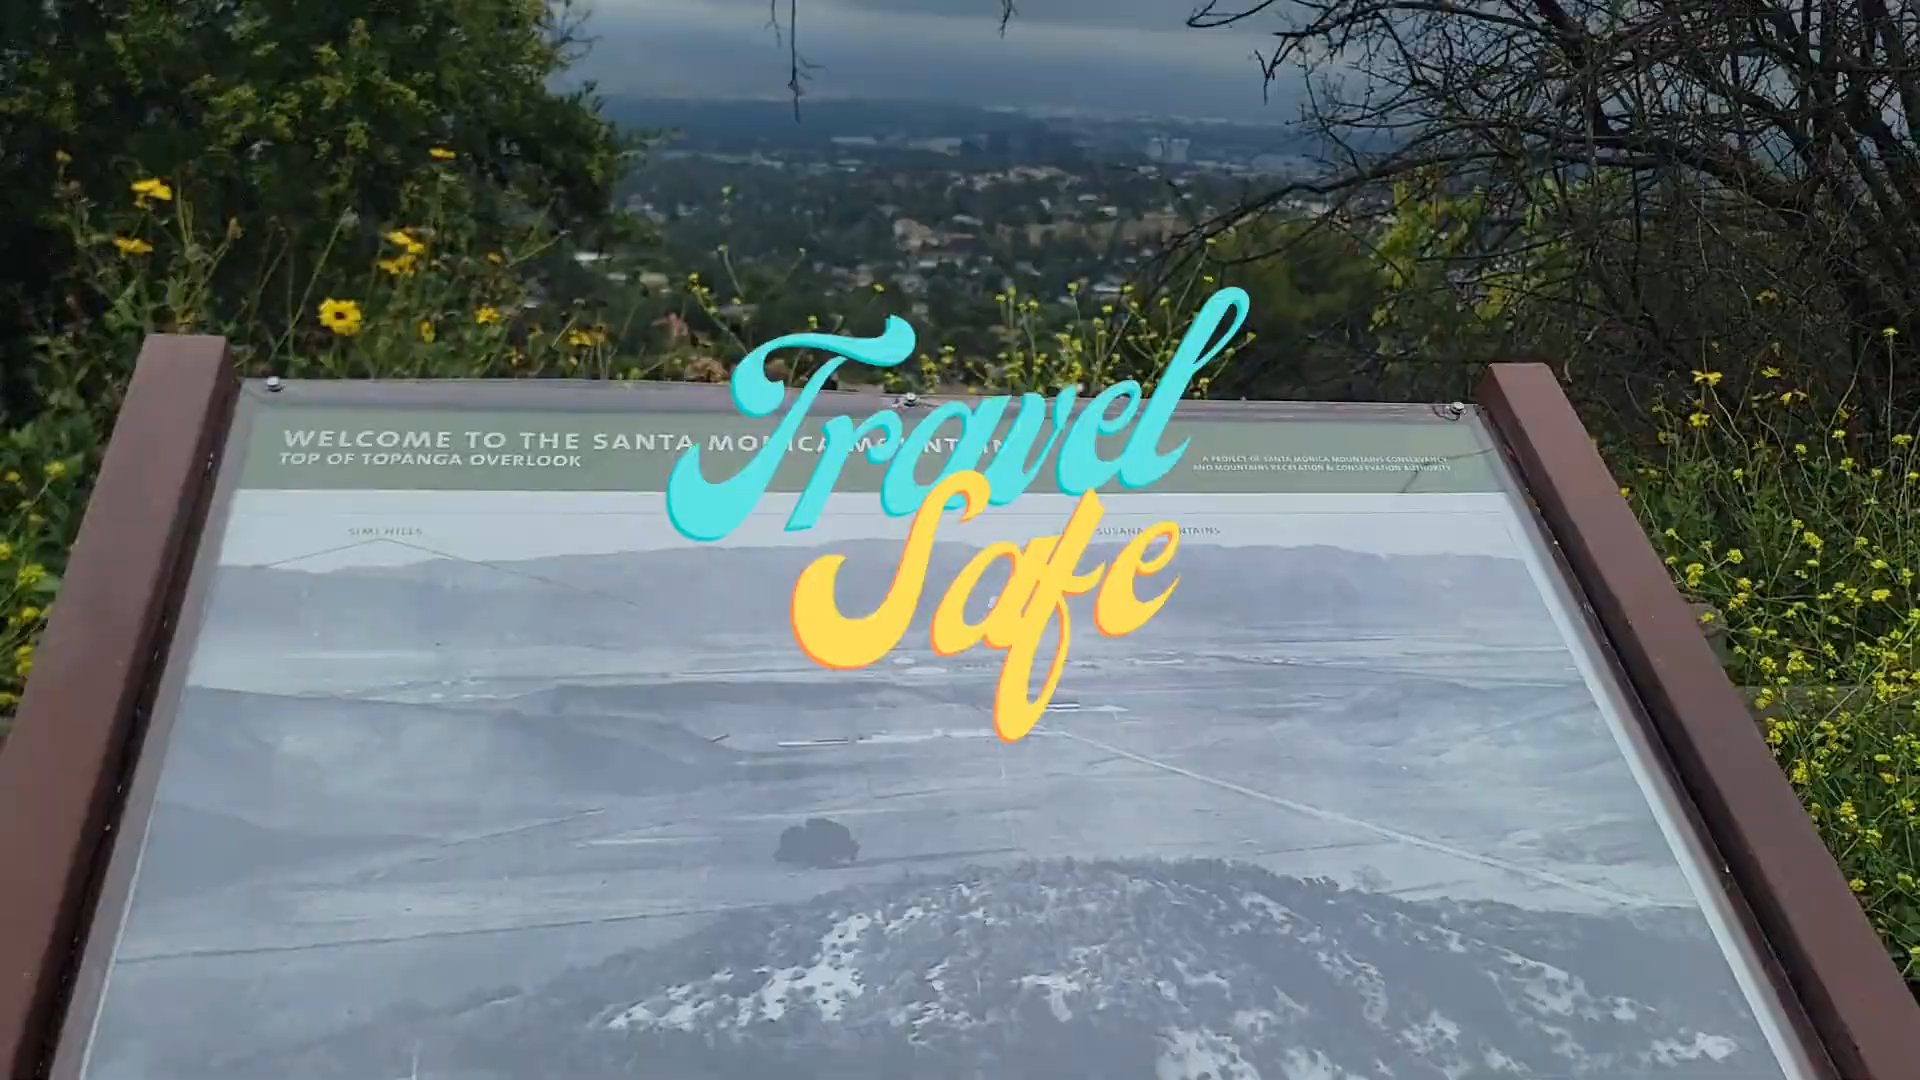 WELCOME TO THE SANTA MONICA MOUNTAINS
TOP OF TOPANGA OVERLOOK
A PROJECT OF SANTA MONICA MOUNTAINS CONSERVANCY
AND MOUNTAINS RECREATION & CONSERVATION AUTHORITY
Travel
Safe
SIMI HILLS
SUSANA MOUNTAINS